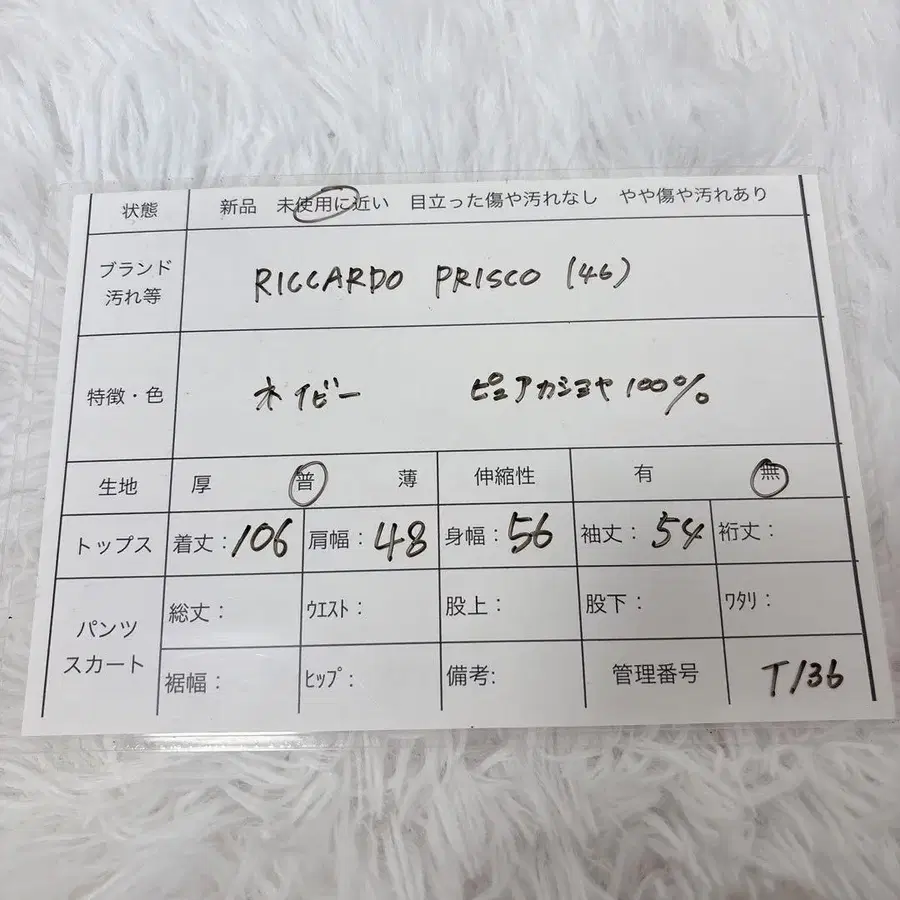 状態 新品 未使用に近い 目立った傷や汚れなし やや傷や汚れあり
ブランド
汚れ等
RICCARDO PRISCO (46)
特徴・色 ネイビー ピュアカシミヤ 100%
生地 厚 普 薄 伸縮性 有 無
トップス 着丈:106 肩幅:48 身幅:56 袖丈:54 裄丈:
パンツ
スカート
総丈: ウエスト: 股上: 股下: ワタリ:
裾幅: ヒップ: 備考: 管理番号 T136